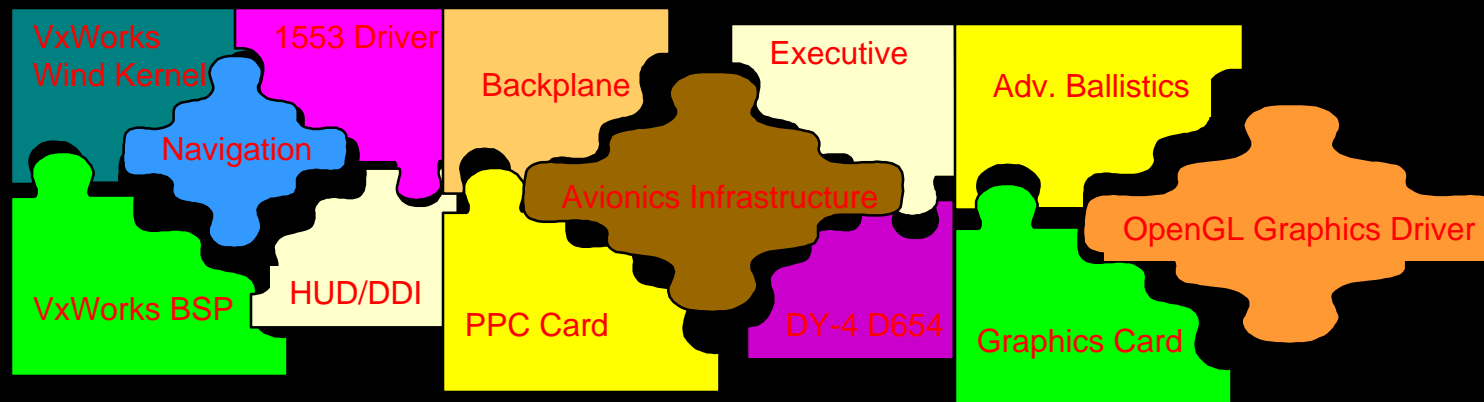 VxWorks
Wind Kernel
1553 Driver
Navigation
VxWorks BSP
HUD/DDI
Backplane
Executive
Avionics Infrastructure
PPC Card
DY-4 D654
Adv. Ballistics
OpenGL Graphics Driver
Graphics Card